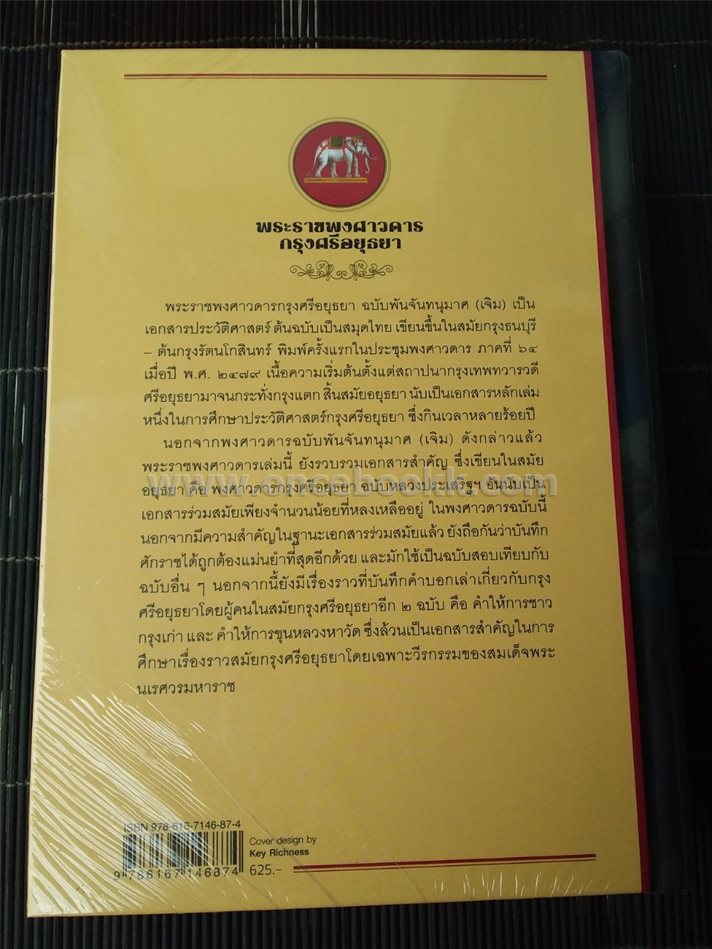 พระราชพงศาวดาร
กรุงศรีอยุธยา
พระราชพงศาวดารกรุงศรีอยุธยา ฉบับพันจันทนุมาศ (เจิม) เป็น
เอกสารประวัติศาสตร์ ต้นฉบับเป็นสมุดไทย เขียนขึ้นในสมัยกรุงธนบุรี
– ต้นกรุงรัตนโกสินทร์ พิมพ์ครั้งแรกในประชุมพงศาวดาร ภาคที่ ๖๔
เมื่อปี พ.ศ. ๒๔๗๙ เนื้อความเริ่มต้นตั้งแต่สถาปนากรุงเทพทวารวดี
ศรีอยุธยามาจนกระทั่งกรุงแตก สิ้นสมัยอยุธยา นับเป็นเอกสารหลักเล่ม
หนึ่งในการศึกษาประวัติศาสตร์กรุงศรีอยุธยา ซึ่งกินเวลาหลายร้อยปี
นอกจากพงศาวดารฉบับพันจันทนุมาศ (เจิม) ดังกล่าวแล้ว
พระราชพงศาวดารเล่มนี้ ยังรวบรวมเอกสารสำคัญ ซึ่งเขียนในสมัย
อยุธยา คือ พงศาวดารกรุงศรีอยุธยา ฉบับหลวงประเสริฐฯ อันนับเป็น
เอกสารร่วมสมัยเพียงจำนวนน้อยที่หลงเหลืออยู่ ในพงศาวดารฉบับนี้
นอกจากมีความสำคัญในฐานะเอกสารร่วมสมัยแล้ว ยังถือกันว่าบันทึก
ศักราชได้ถูกต้องแม่นยำที่สุดอีกด้วย และมักใช้เป็นฉบับสอบเทียบกับ
ฉบับอื่น ๆ นอกจากนี้ยังมีเรื่องราวที่บันทึกคำบอกเล่าเกี่ยวกับกรุง
ศรีอยุธยาโดยผู้คนในสมัยกรุงศรีอยุธยาอีก ๒ ฉบับ คือ คำให้การชาว
กรุงเก่า และ คำให้การขุนหลวงหาวัด ซึ่งล้วนเป็นเอกสารสำคัญในการ
ศึกษาเรื่องราวสมัยกรุงศรีอยุธยาโดยเฉพาะวีรกรรมของสมเด็จพระ
นเรศวรมหาราช
ISBN 978-616-7146-87-4
9 786167 146874
Cover design by
Key Richness
625.-